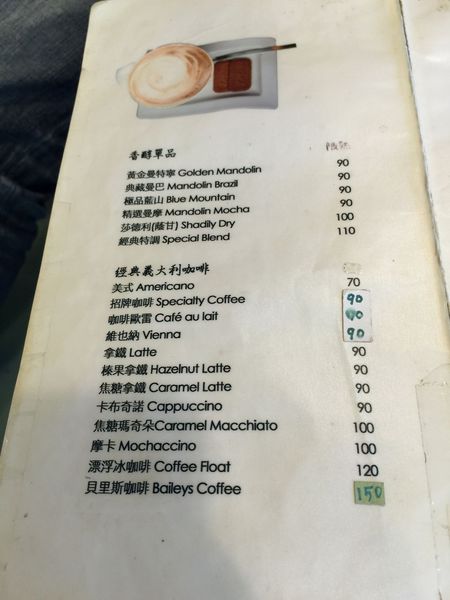 香醇單品 限熱
黃金曼特寧 Golden Mandolin 90
典藏曼巴 Mandolin Brazil 90
極品藍山 Blue Mountain 90
精選曼摩 Mandolin Mocha 90
莎德利(蔭甘) Shadily Dry 100
經典特調 Special Blend 110
經典義大利咖啡
美式 Americano 70
招牌咖啡 Specialty Coffee 90
咖啡歐雷 Café au lait 90
維也納 Vienna 90
拿鐵 Latte 90
榛果拿鐵 Hazelnut Latte 90
焦糖拿鐵 Caramel Latte 90
卡布奇諾 Cappuccino 90
焦糖瑪奇朵Caramel Macchiato 100
摩卡 Mochaccino 100
漂浮冰咖啡 Coffee Float 120
貝里斯咖啡 Baileys Coffee 150